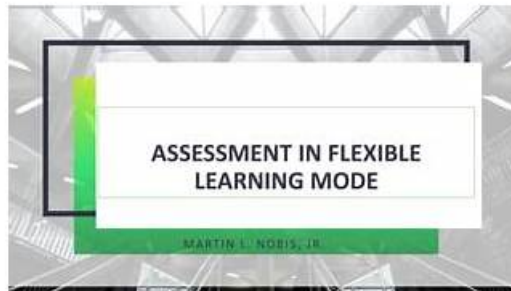 ASSESSMENT IN FLEXIBLE
LEARNING MODE
MARTIN L. NOBIS, JR.